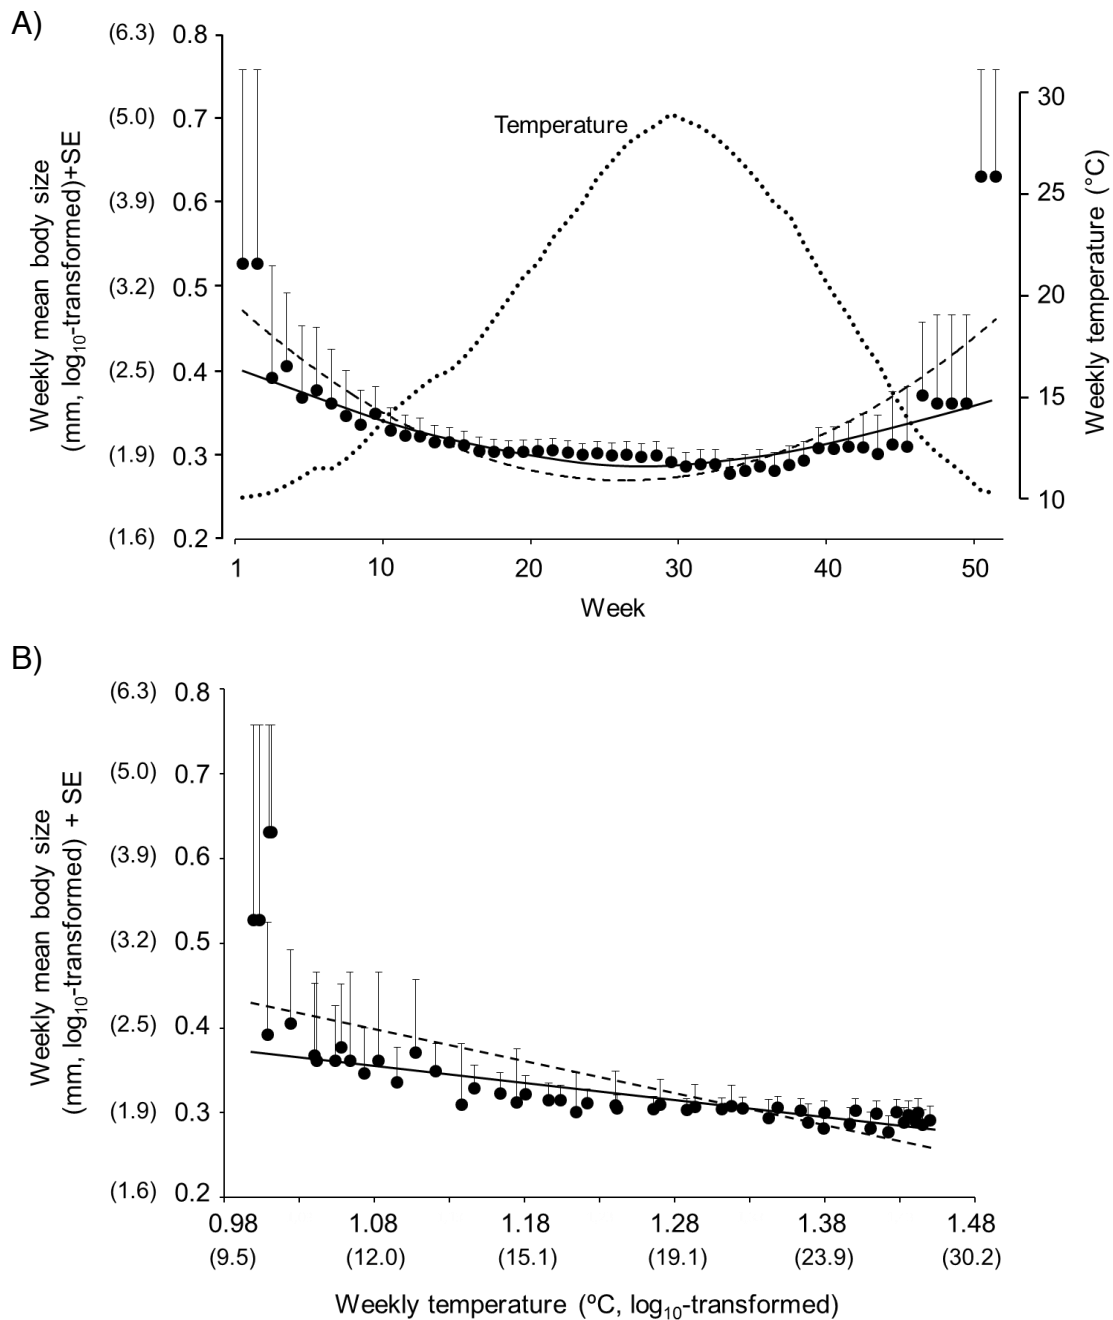 A)
Weekly mean body size
(mm, log10-transformed)+SE
(6.3) 0.8
(5.0) 0.7
(3.9) 0.6
(3.2) 0.5
(2.5) 0.4
(1.9) 0.3
(1.6) 0.2
Temperature
30
25
20
15
10
Weekly temperature (°C)
1 10 20 30 40 50
Week
B)
Weekly mean body size
(mm, log10-transformed) + SE
(6.3) 0.8
(5.0) 0.7
(3.9) 0.6
(3.2) 0.5
(2.5) 0.4
(1.9) 0.3
(1.6) 0.2
0.98 1.08 1.18 1.28 1.38 1.48
(9.5) (12.0) (15.1) (19.1) (23.9) (30.2)
Weekly temperature (ºC, log10-transformed)